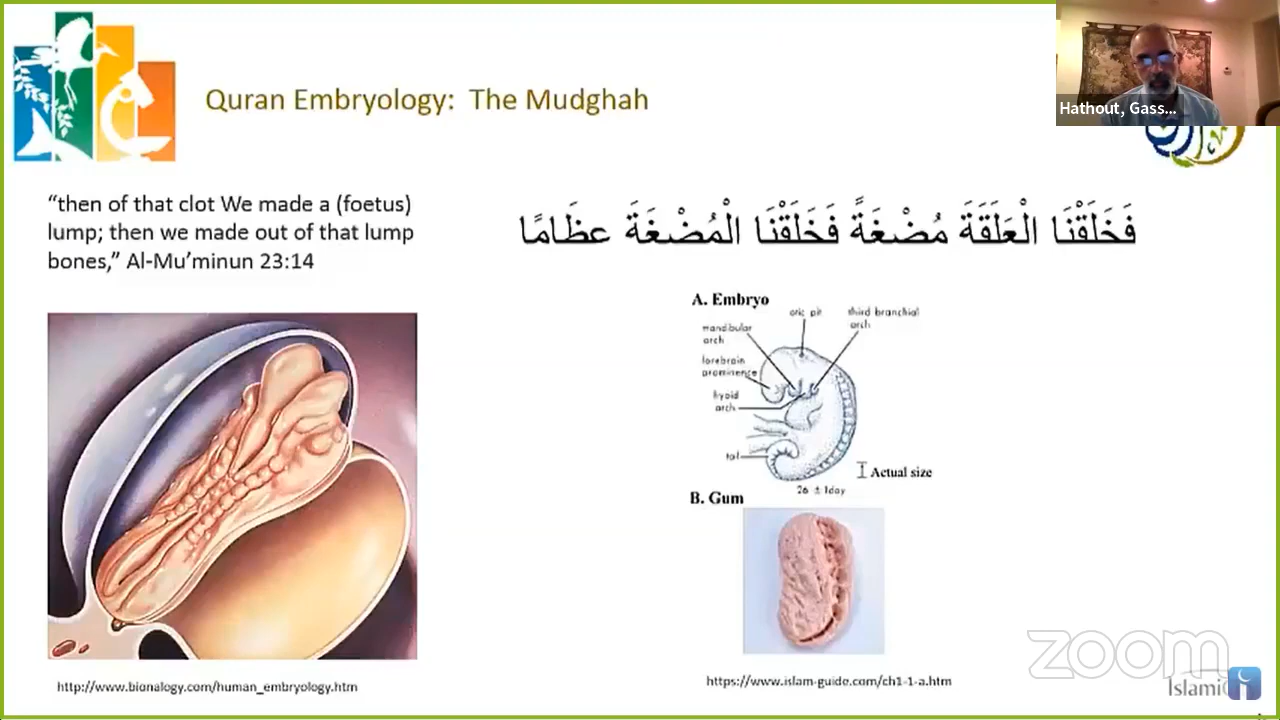 Quran Embryology: The Mudghah
Hathout, Gass...
“then of that clot We made a (foetus)
lump; then we made out of that lump
bones,” Al-Mu’minun 23:14
فَخَلَقْنَا الْعَلَقَةَ مُضْغَةً فَخَلَقْنَا الْمُضْغَةَ عظَامًا
A. Embryo
otic pit
third branchial
arch
mandibular
arch
forebrain
prominence
hyoid
arch
tail
Actual size
26 ± 1day
B. Gum
http://www.bionalogy.com/human_embryology.htm
https://www.islam-guide.com/ch1-1-a.htm
zoom
Islami